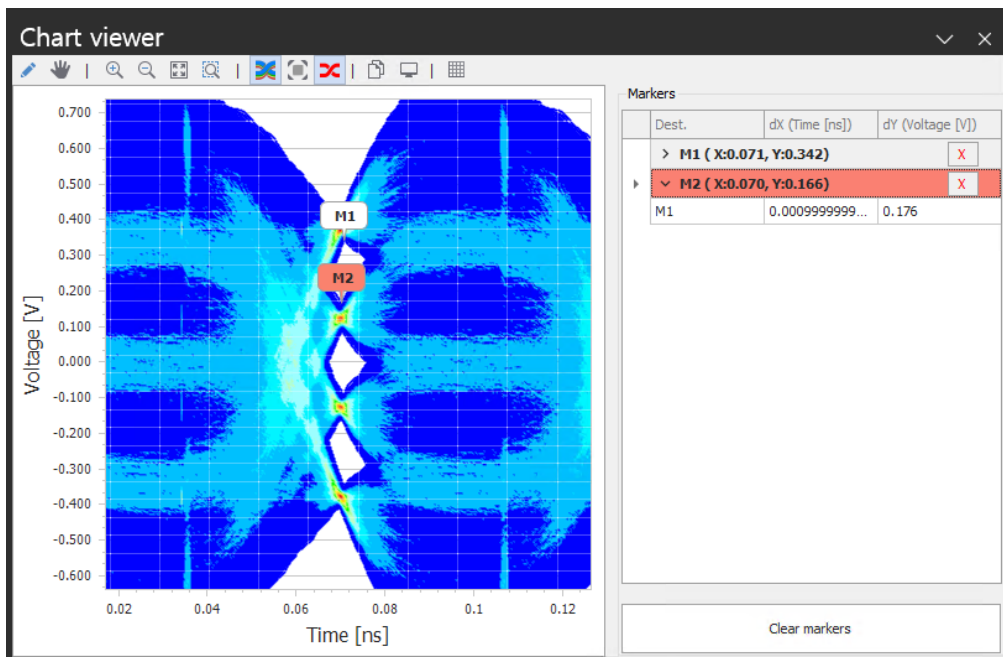 Chart viewer
Markers
Dest. dX (Time [ns]) dY (Voltage [V])
M1 ( X:0.071, Y:0.342) X
M2 ( X:0.070, Y:0.166) X
M1 0.0009999999... 0.176
Clear markers
Voltage [V]
0.700
0.600
0.500
0.400
0.300
0.200
0.100
0.000
-0.100
-0.200
-0.300
-0.400
-0.500
-0.600
M1
M2
0.02 0.04 0.06 0.08 0.1 0.12
Time [ns]